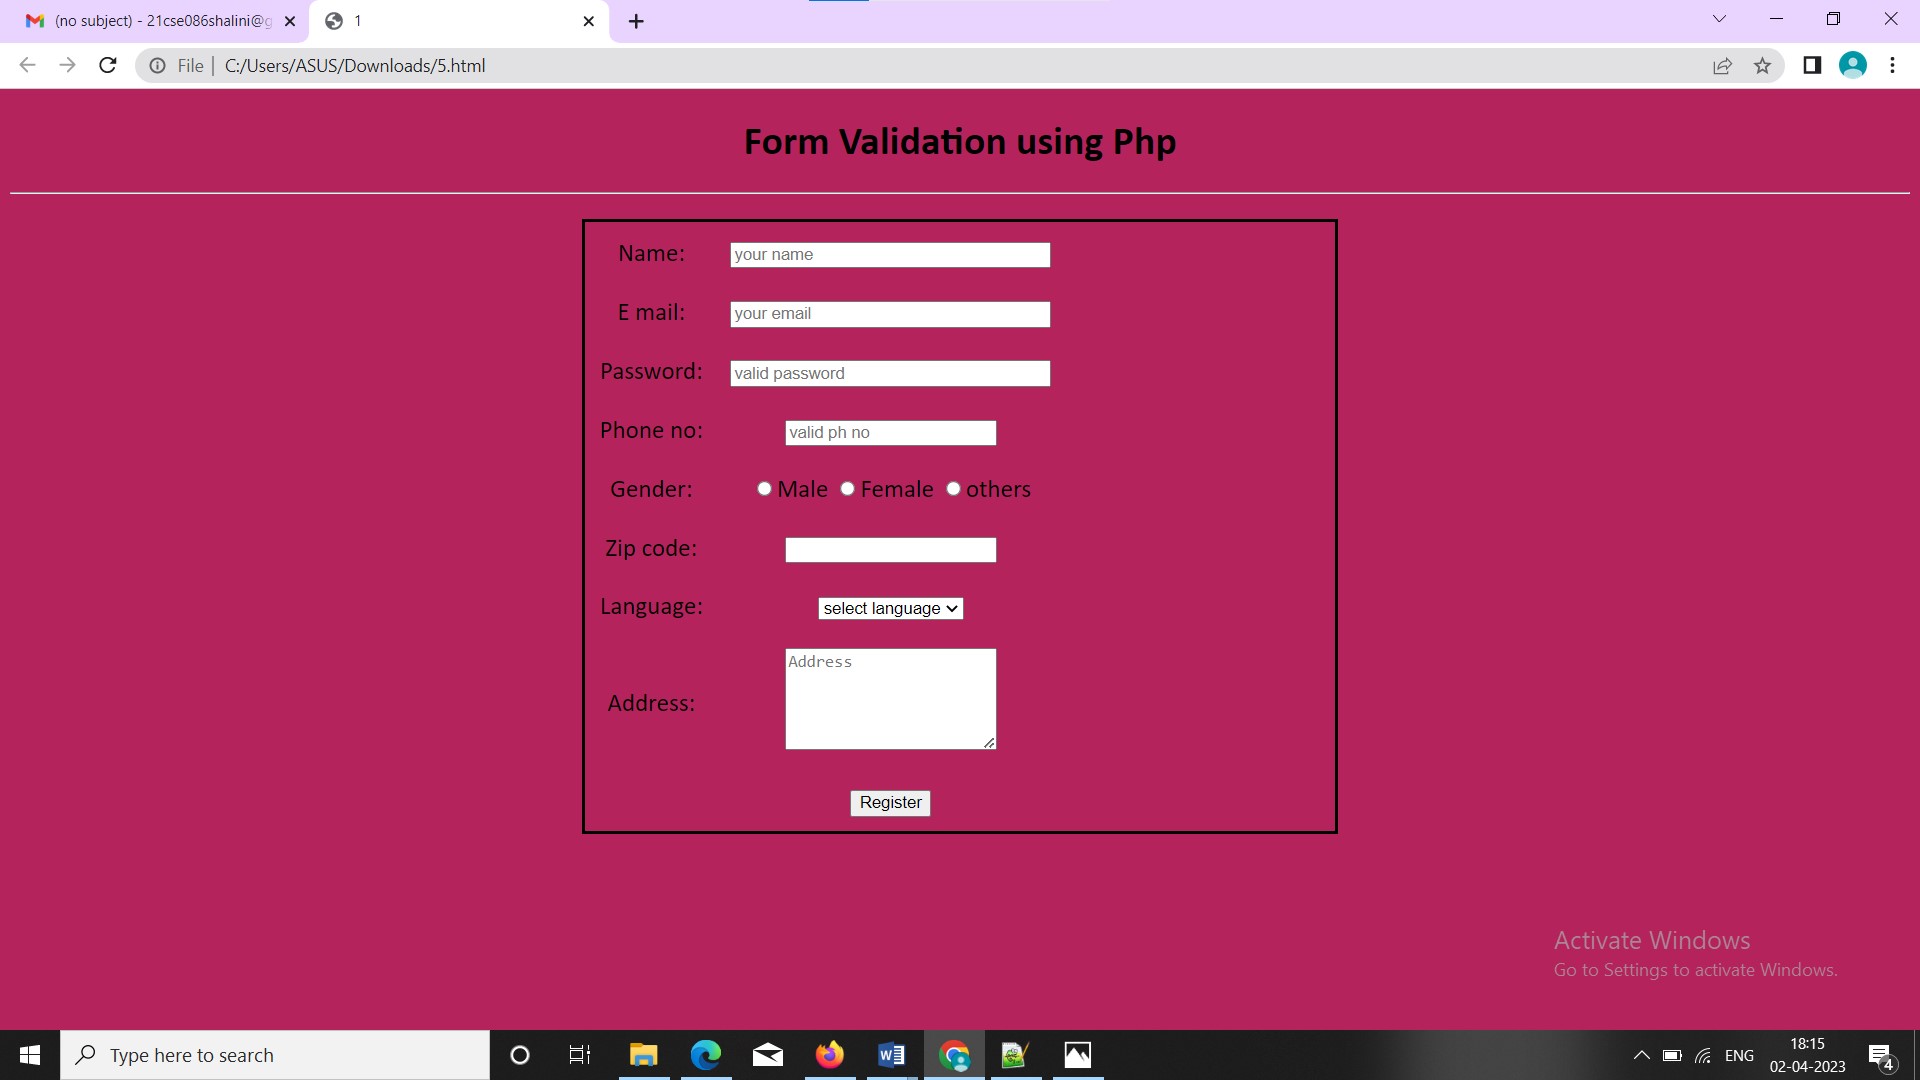 (no subject) - 21cse086shalini@g
1
File | C:/Users/ASUS/Downloads/5.html
Form Validation using Php
Name: your name
E mail: your email
Password: valid password
Phone no: valid ph no
Gender: Male Female others
Zip code:
Language: select language
Address: Address
Register
Activate Windows
Go to Settings to activate Windows.
Type here to search
ENG
18:15
02-04-2023
4